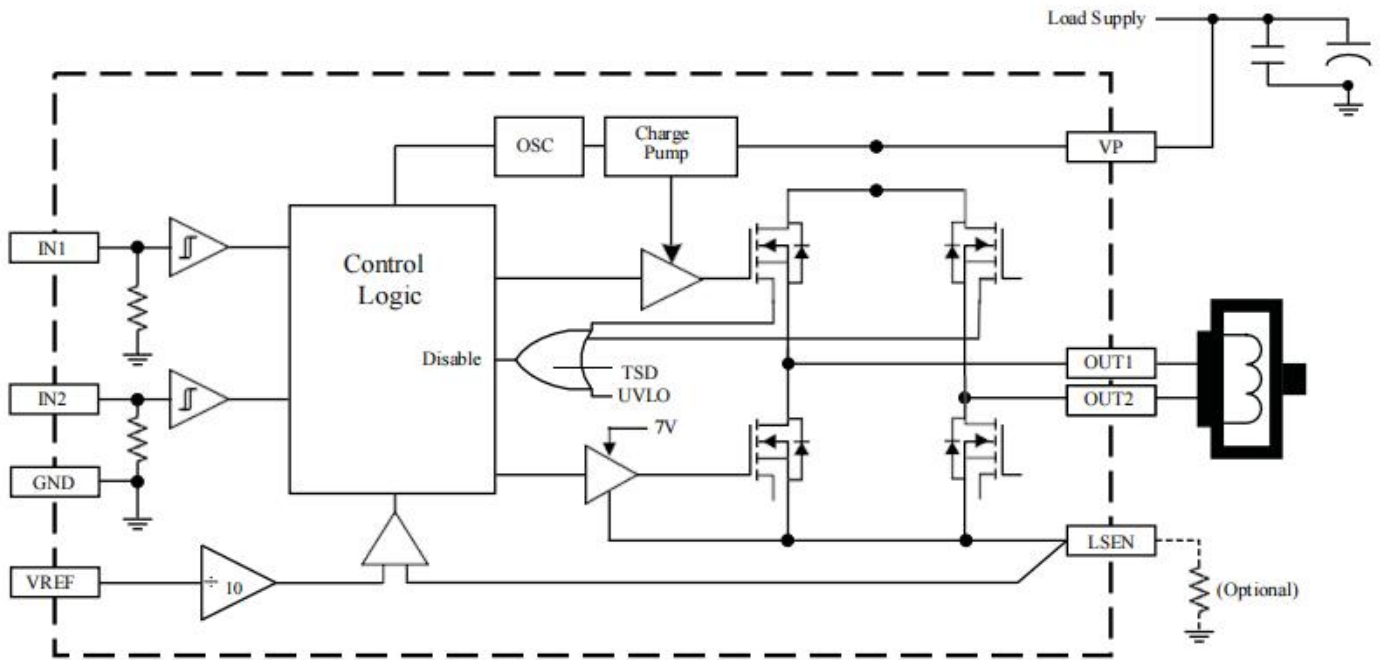 Load Supply
OSC
Charge
Pump
VP
IN1
Control
Logic
Disable
TSD
UVLO
OUT1
IN2
OUT2
7V
GND
LSEN
VREF
÷ 10
(Optional)